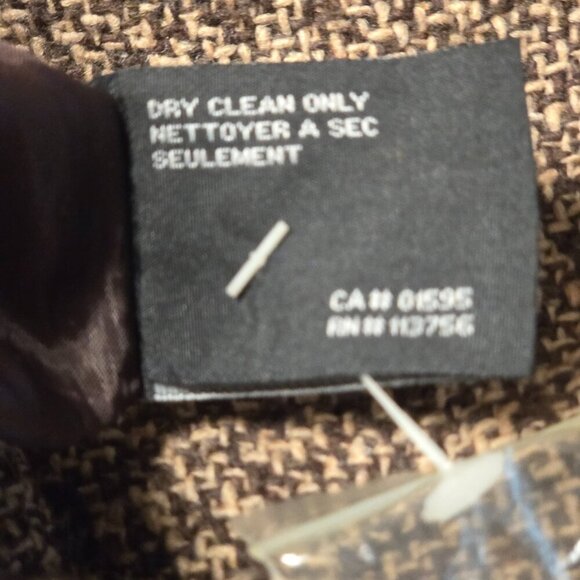 DRY CLEAN ONLY
NETTOYER A SEC
SEULEMENT
CA# 01595
RN# 113756